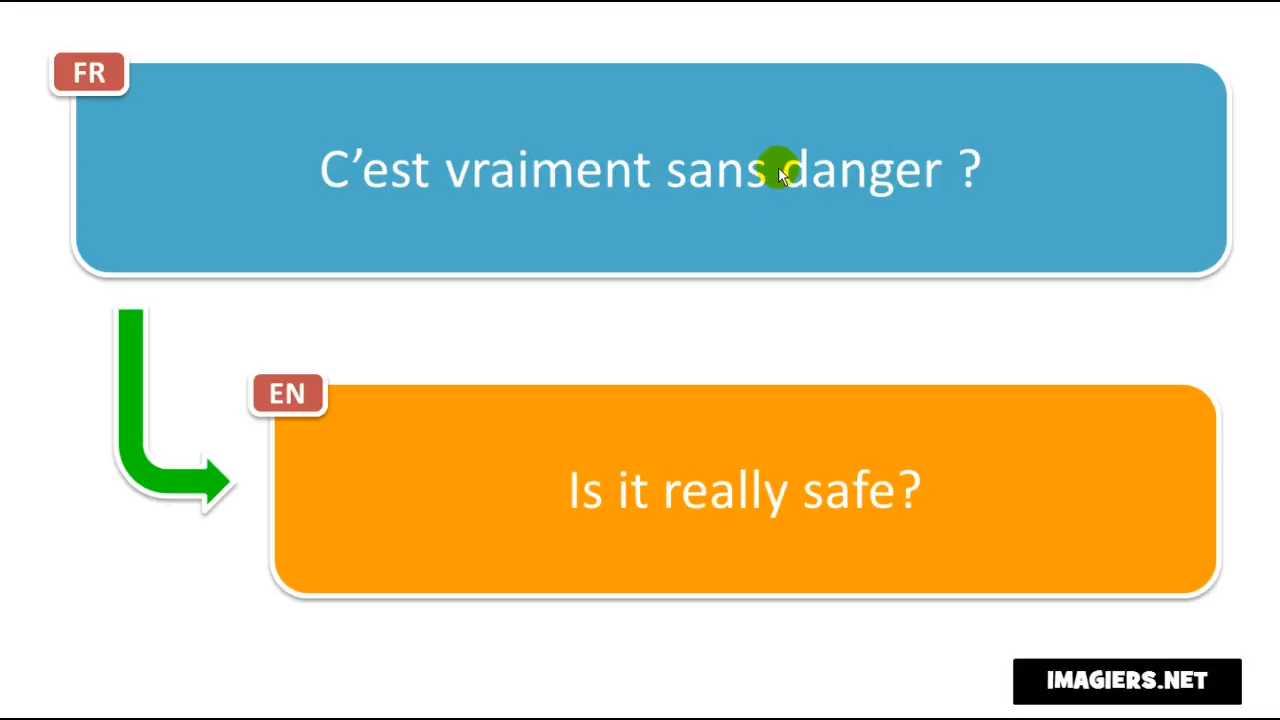 FR
C’est vraiment sans danger ?
EN
Is it really safe?
IMAGIERS.NET